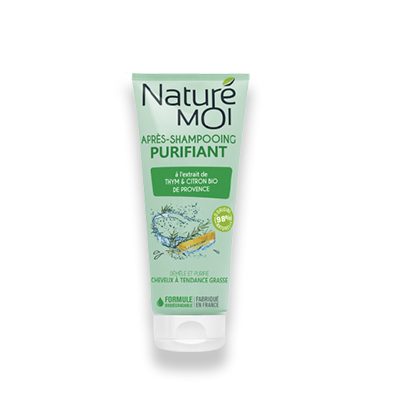 Naturé
MOI
APRÈS-SHAMPOOING
PURIFIANT
à l'extrait de
THYM & CITRON BIO
DE PROVENCE
98%
DÉMÊLE ET PURIFIE
CHEVEUX À TENDANCE GRASSE
FORMULE
BIODÉGRADABLE
FABRIQUÉ
EN FRANCE